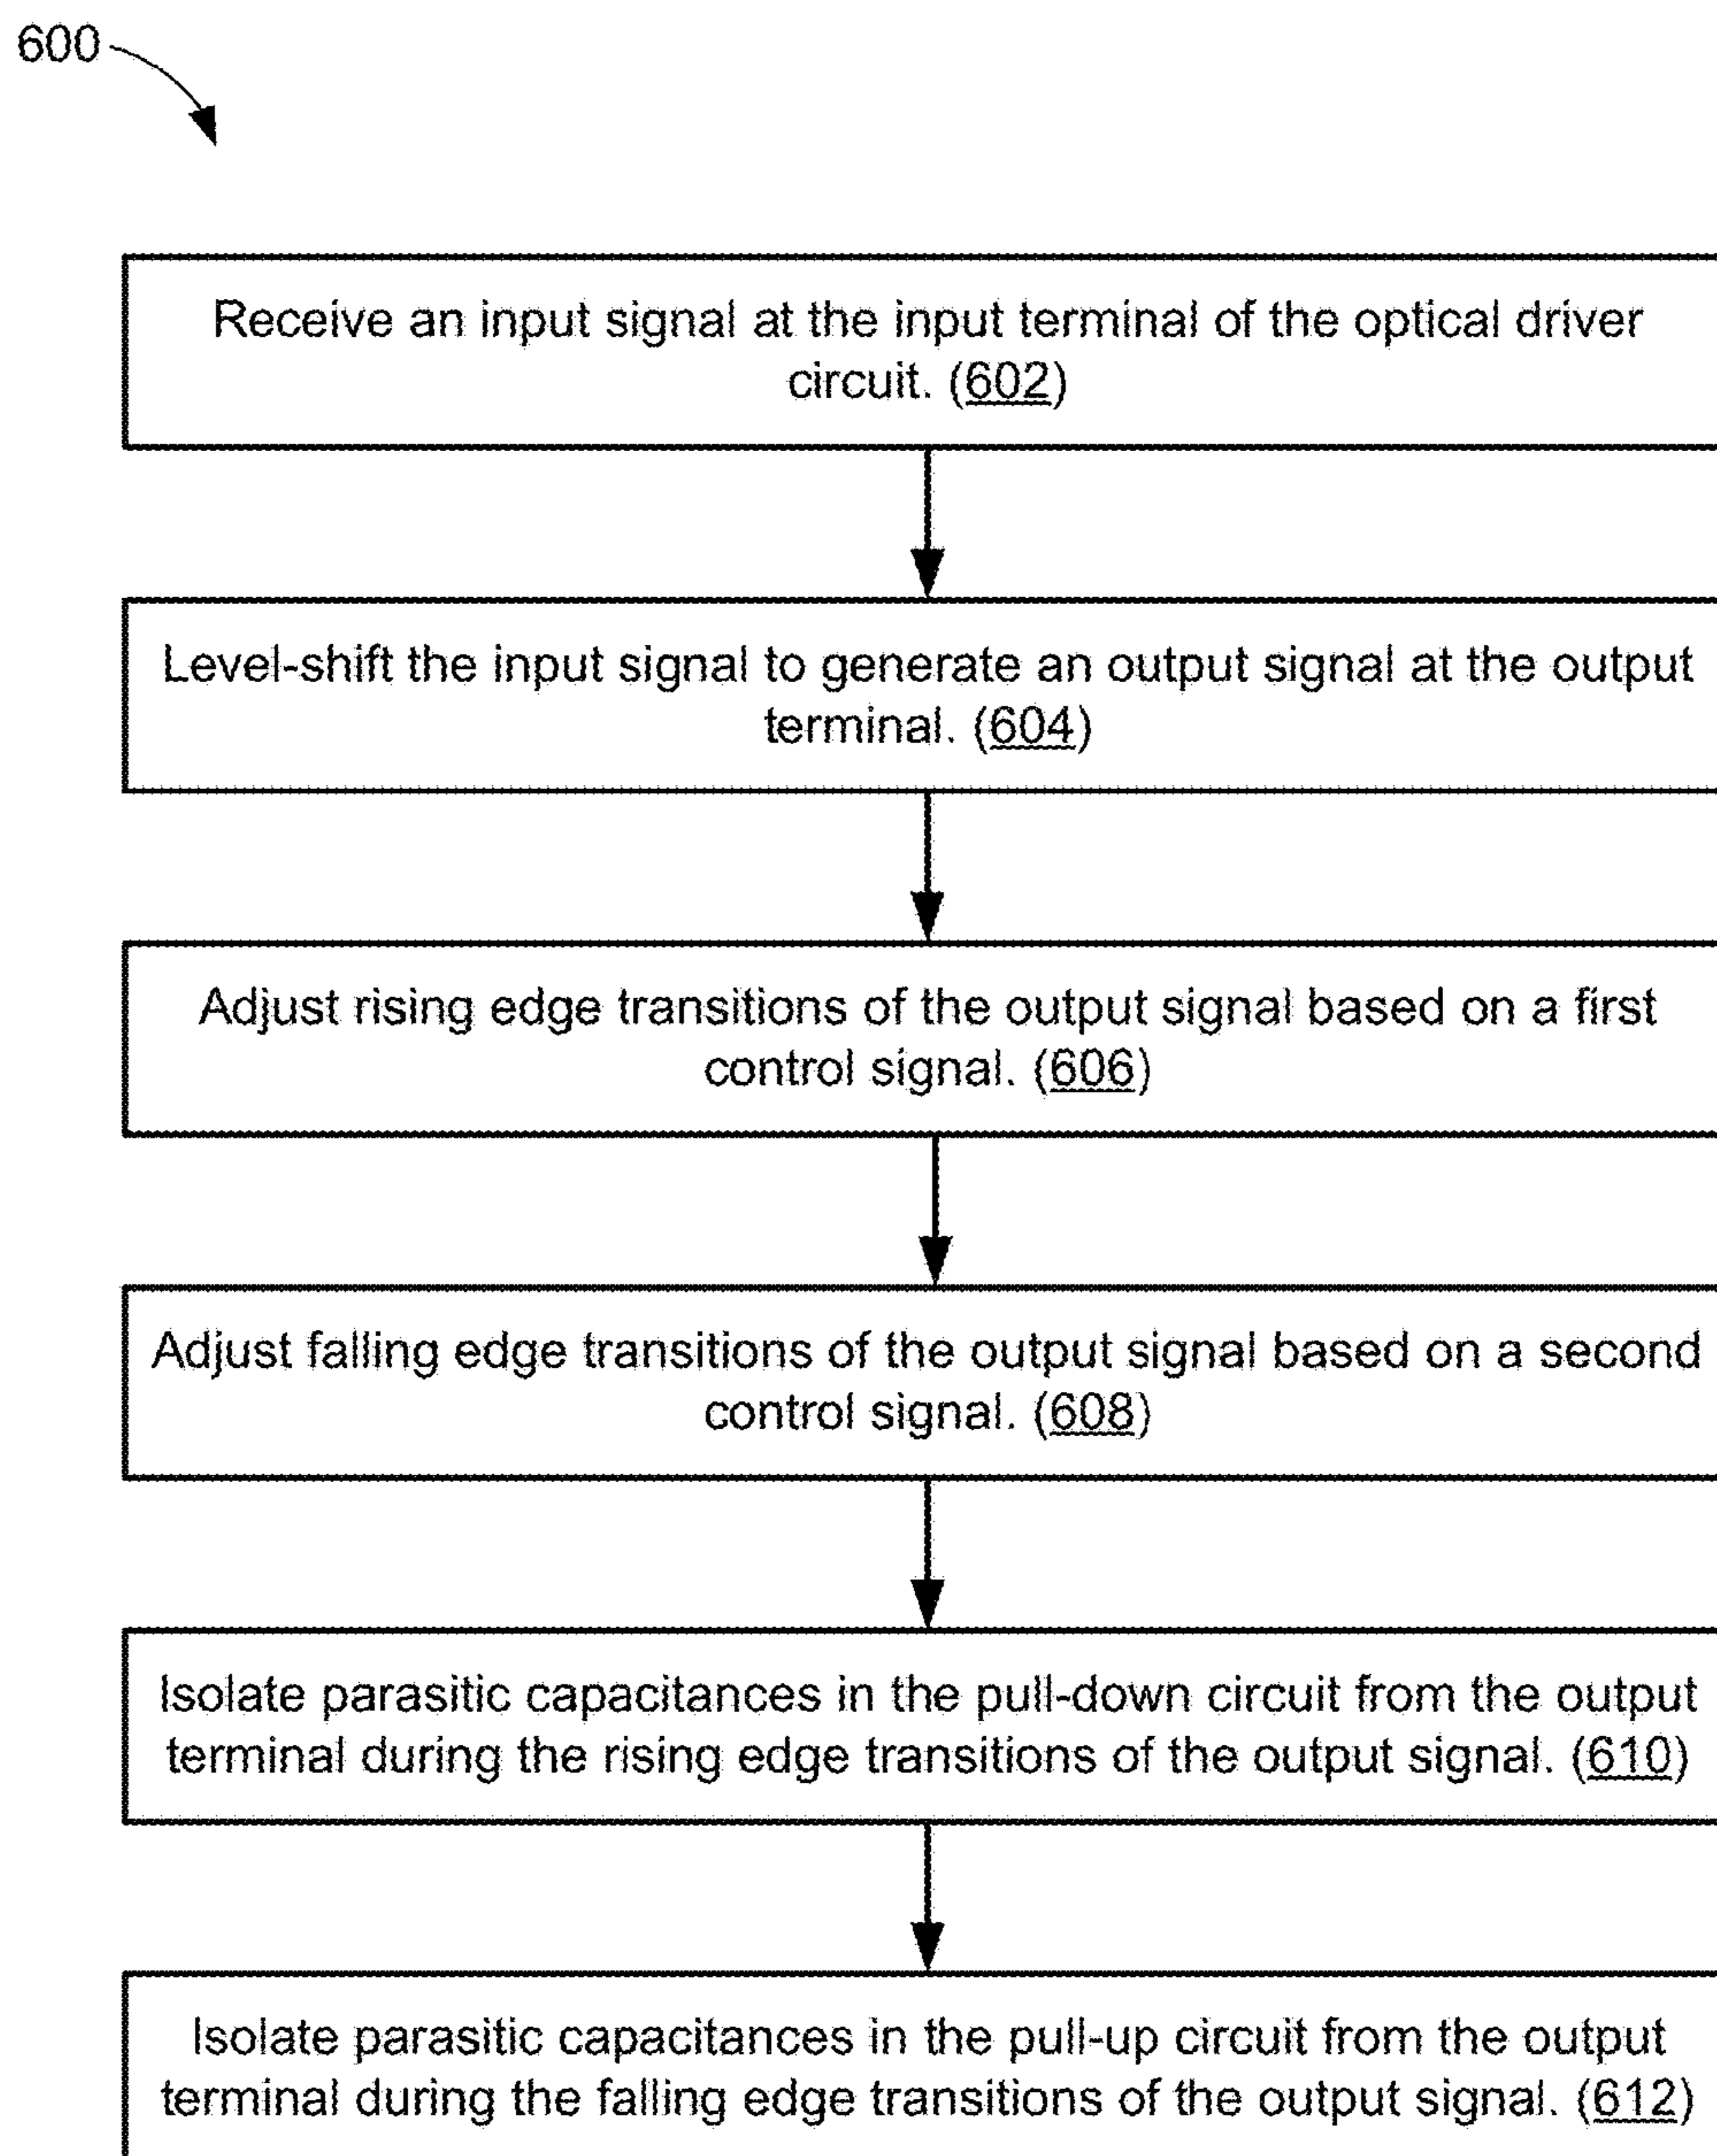 600
Receive an input signal at the input terminal of the optical driver
circuit. (602)
Level-shift the input signal to generate an output signal at the output
terminal. (604)
Adjust rising edge transitions of the output signal based on a first
control signal. (606)
Adjust falling edge transitions of the output signal based on a second
control signal. (608)
Isolate parasitic capacitances in the pull-down circuit from the output
terminal during the rising edge transitions of the output signal. (610)
Isolate parasitic capacitances in the pull-up circuit from the output
terminal during the falling edge transitions of the output signal. (612)